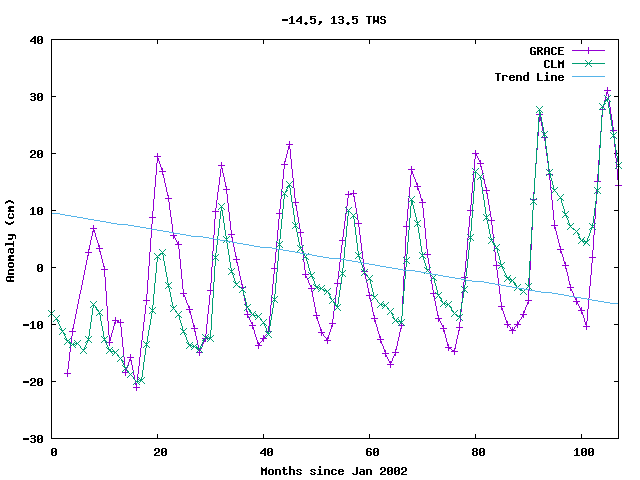 -14.5, 13.5 TWS
GRACE
CLM
Trend Line
40
30
20
10
0
-10
-20
-30
Anomaly (cm)
0 20 40 60 80 100
Months since Jan 2002